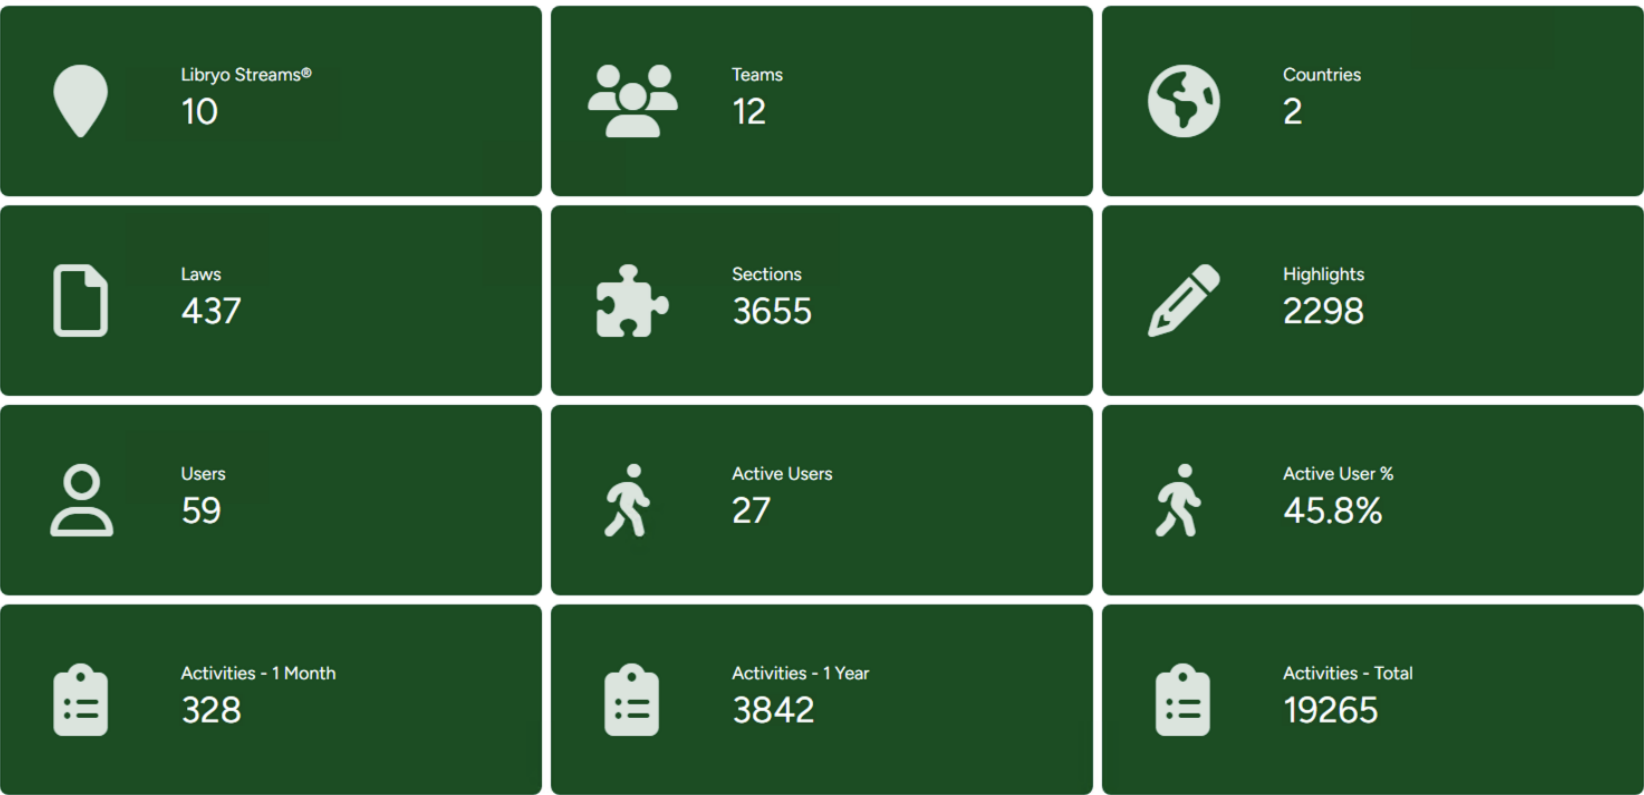 Libryo Streams®
10
Teams
12
Countries
2
Laws
437
Sections
3655
Highlights
2298
Users
59
Active Users
27
Active User %
45.8%
Activities - 1 Month
328
Activities - 1 Year
3842
Activities - Total
19265